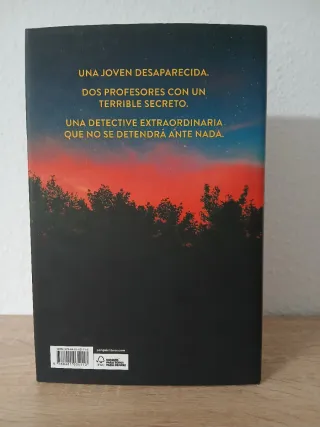 UNA JOVEN DESAPARECIDA.
DOS PROFESORES CON UN
TERRIBLE SECRETO.
UNA DETECTIVE EXTRAORDINARIA
QUE NO SE DETENDRÁ ANTE NADA.